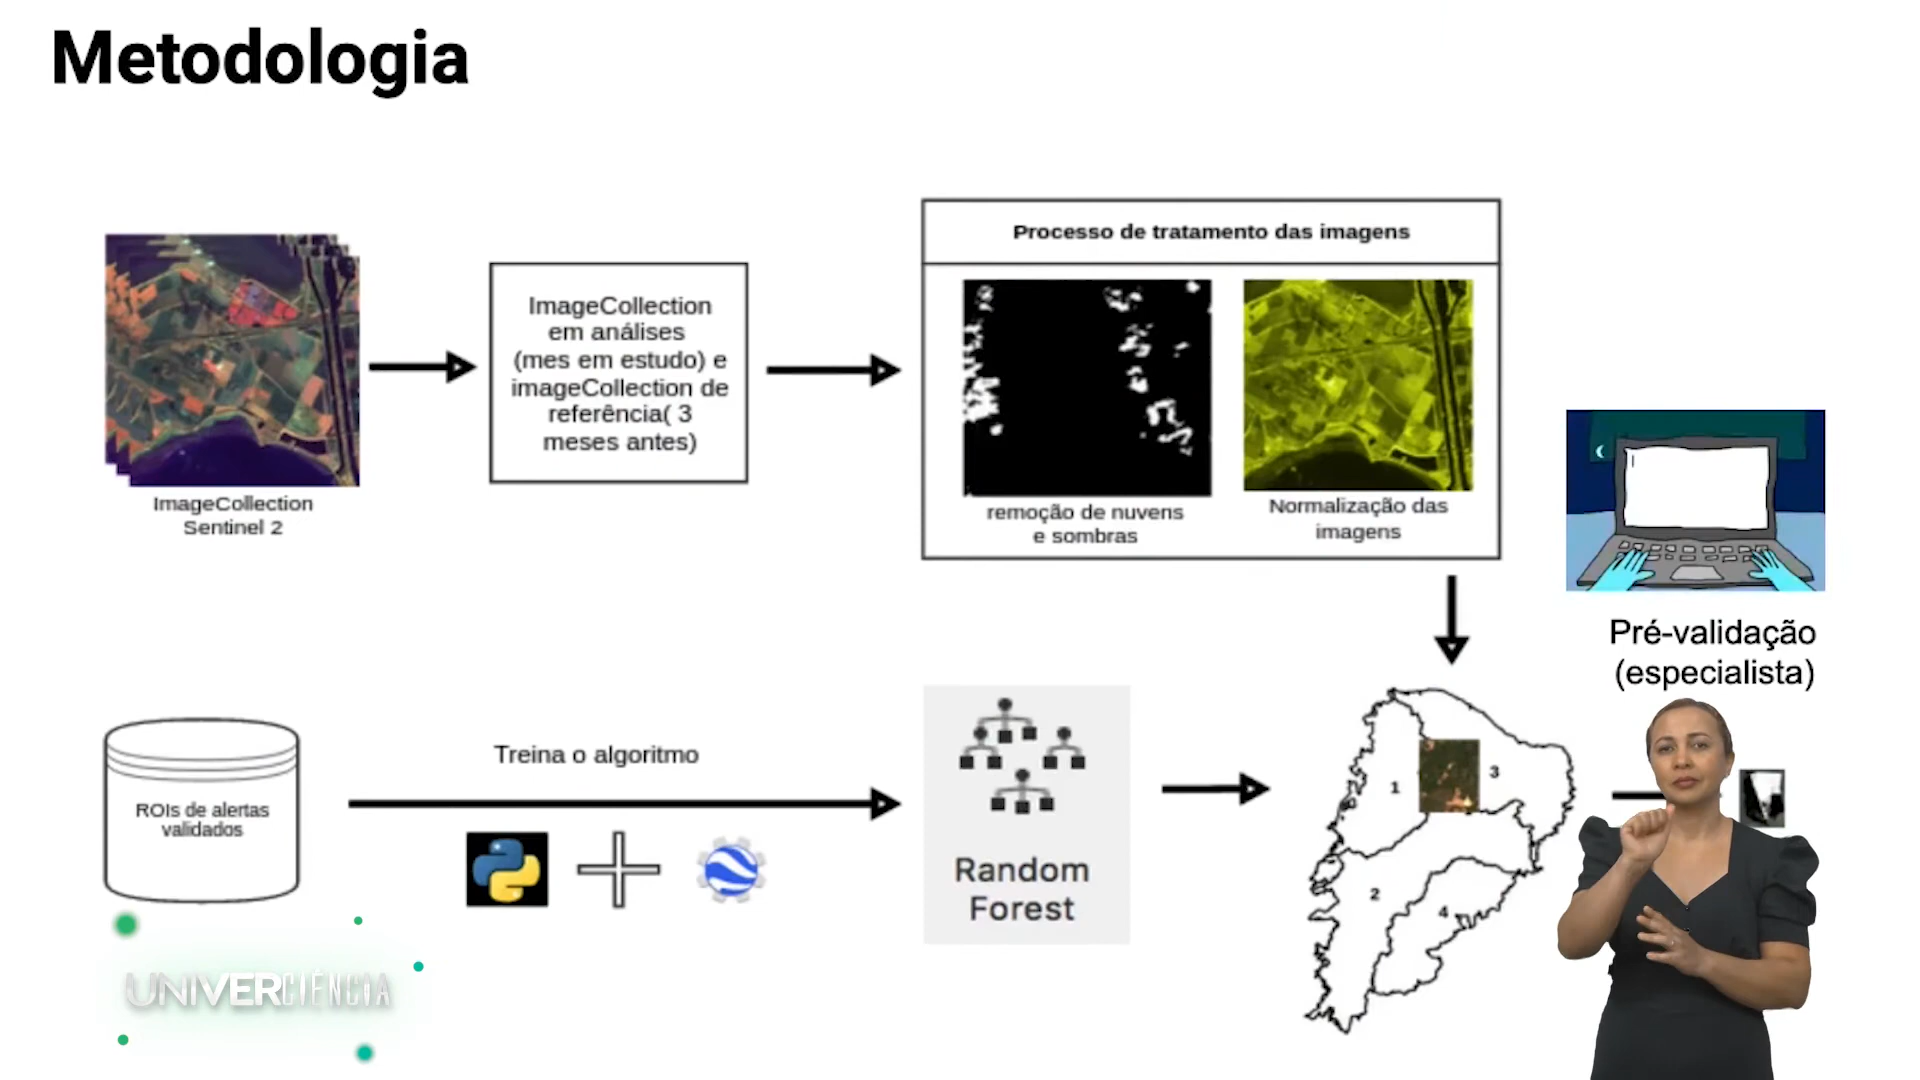 Metodologia
Processo de tratamento das imagens
ImageCollection
em análises
(mes em estudo) e
imageCollection de
referência( 3
meses antes)
ImageCollection
Sentinel 2
remoção de nuvens
e sombras
Normalização das
imagens
Pré-validação
(especialista)
Treina o algoritmo
ROIs de alertas
validados
Random
Forest
1
3
2
4
UNIVERCIÊNCIA